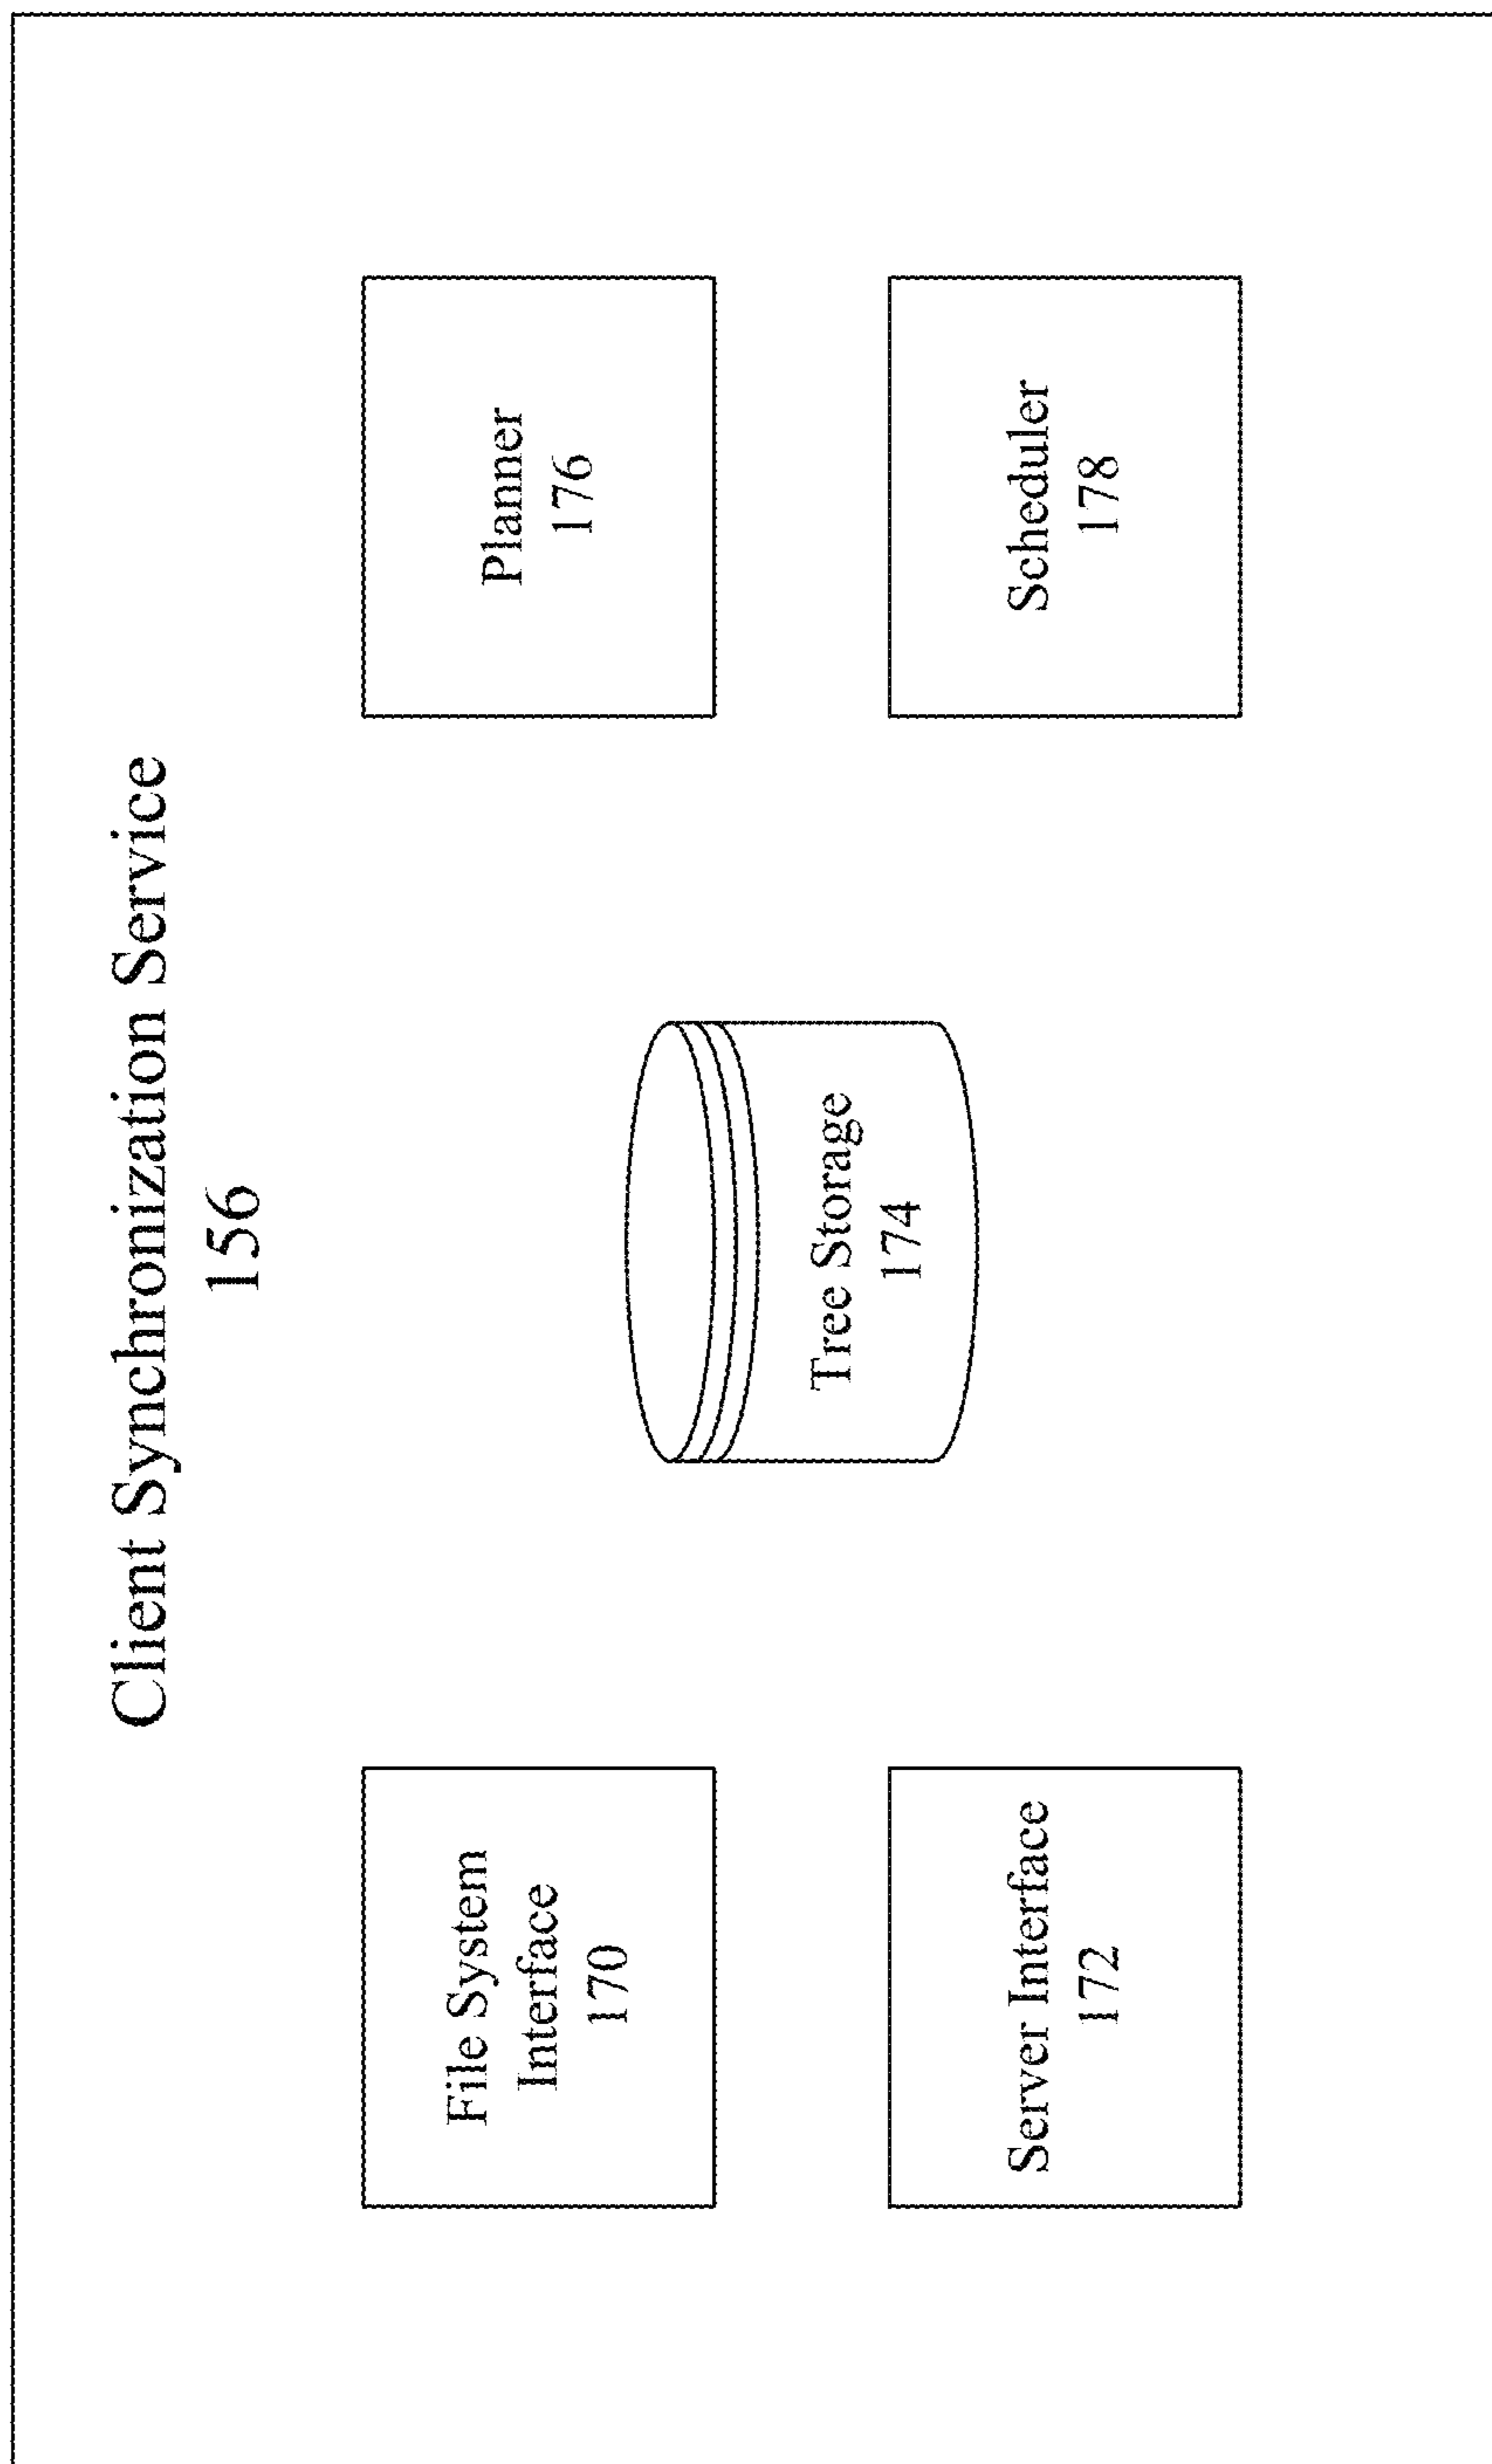 Client Synchronization Service
156
File System
Interface
170
Server Interface
172
Tree Storage
174
Planner
176
Scheduler
178